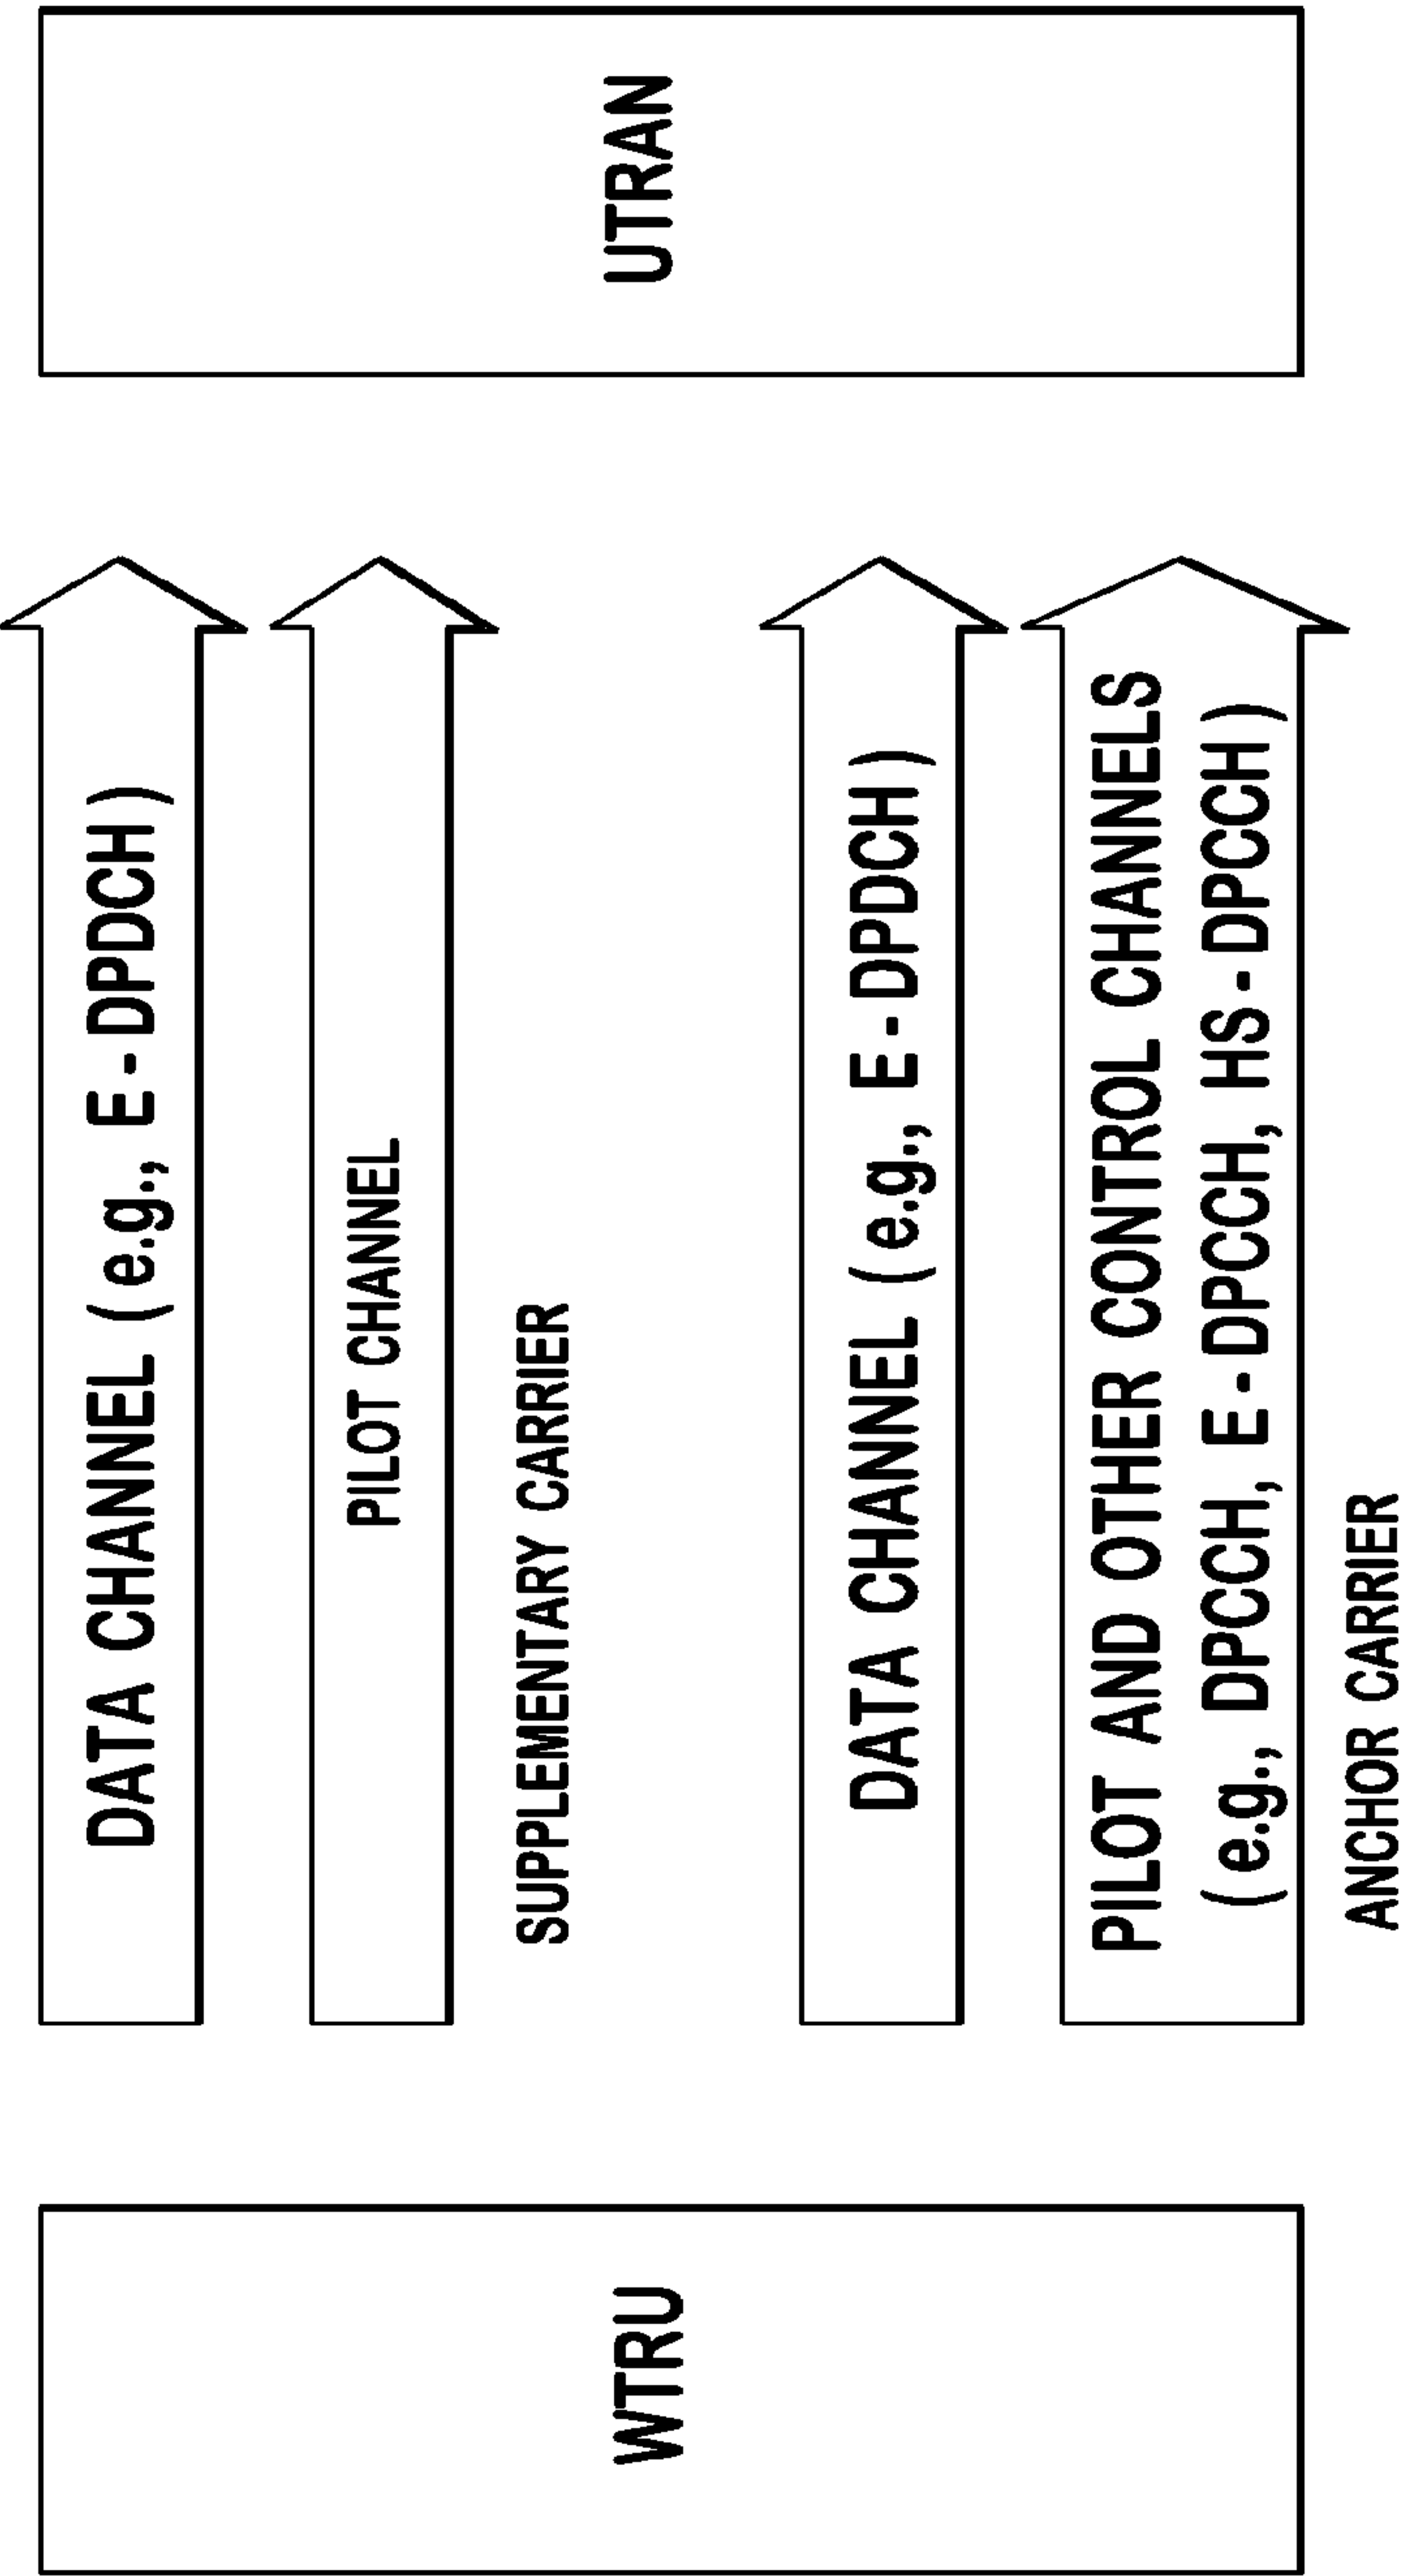 WTRU
DATA CHANNEL (e.g., E-DPDCH)
PILOT CHANNEL
SUPPLEMENTARY CARRIER
DATA CHANNEL (e.g., E-DPDCH)
PILOT AND OTHER CONTROL CHANNELS
(e.g., DPCCH, E-DPCCH, HS-DPCCH)
ANCHOR CARRIER
UTRAN